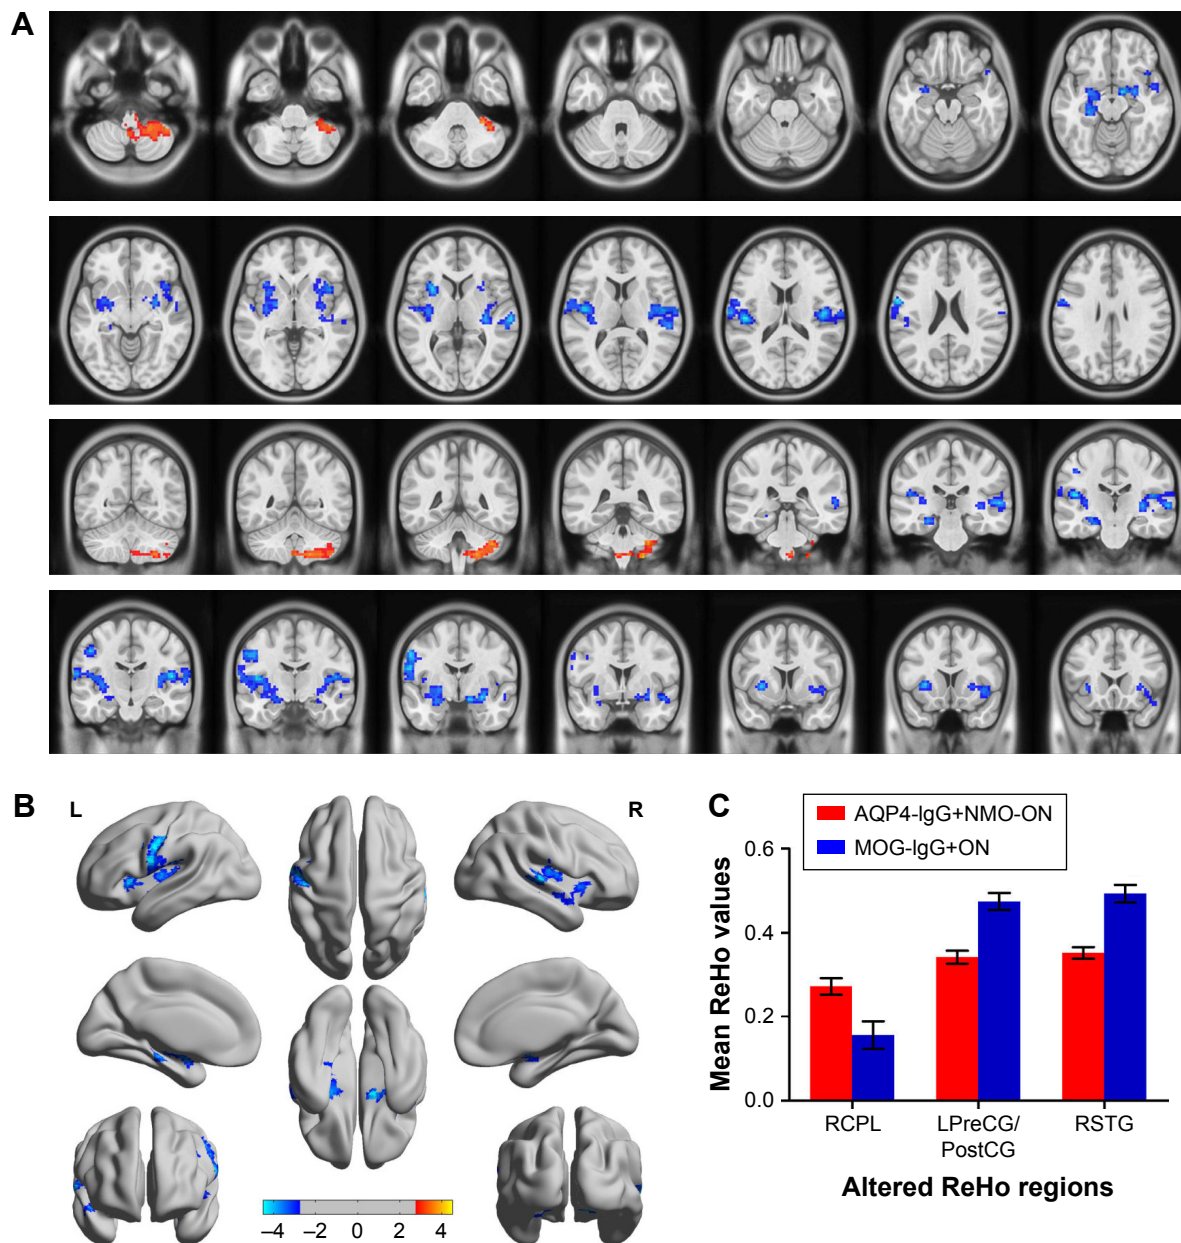 A
B
L
R
−4 −2 0 2 4
C
AQP4-IgG+NMO-ON
MOG-IgG+ON
Mean ReHo values
0.6
0.4
0.2
0.0
RCPL
LPreCG/
PostCG
RSTG
Altered ReHo regions